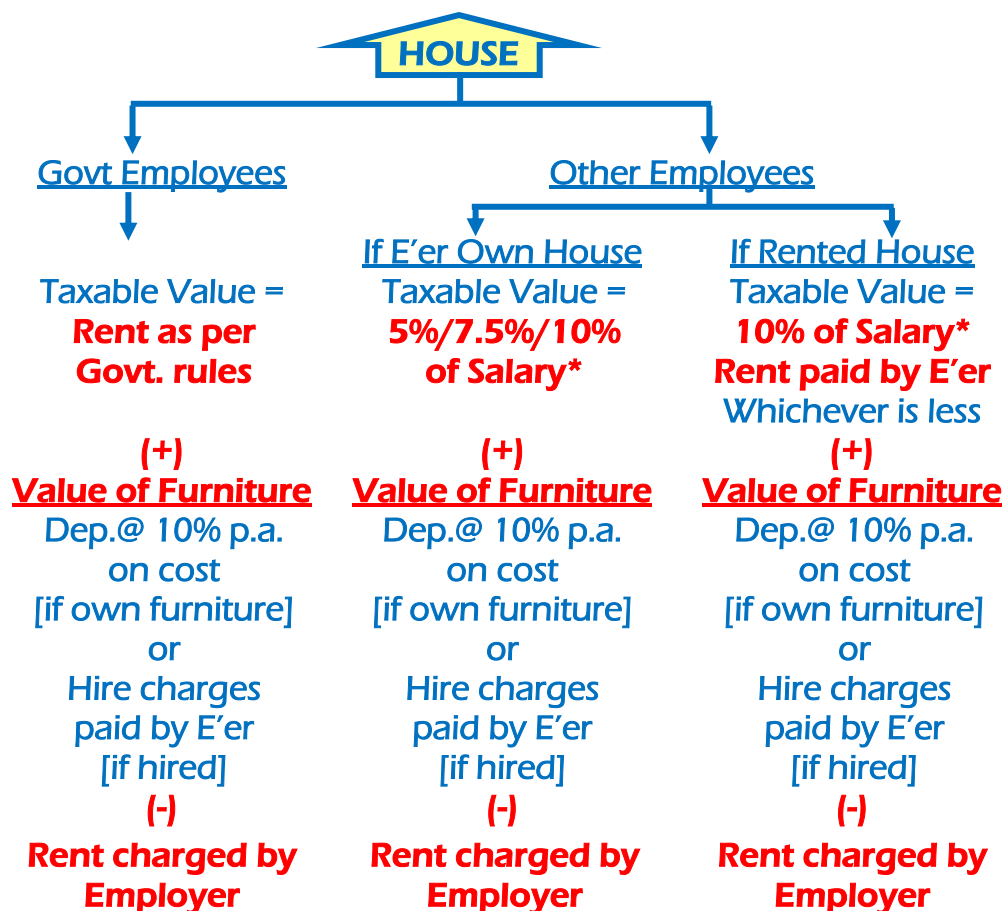 HOUSE
Govt Employees
Other Employees
Taxable Value =
Rent as per
Govt. rules
(+)
Value of Furniture
Dep.@ 10% p.a.
on cost
[if own furniture]
or
Hire charges
paid by E'er
[if hired]
(-)
Rent charged by
Employer
If E'er Own House
Taxable Value =
5%/7.5%/10%
of Salary*
(+)
Value of Furniture
Dep.@ 10% p.a.
on cost
[if own furniture]
or
Hire charges
paid by E'er
[if hired]
(-)
Rent charged by
Employer
If Rented House
Taxable Value =
10% of Salary*
Rent paid by E'er
Whichever is less
(+)
Value of Furniture
Dep.@ 10% p.a.
on cost
[if own furniture]
or
Hire charges
paid by E'er
[if hired]
(-)
Rent charged by
Employer